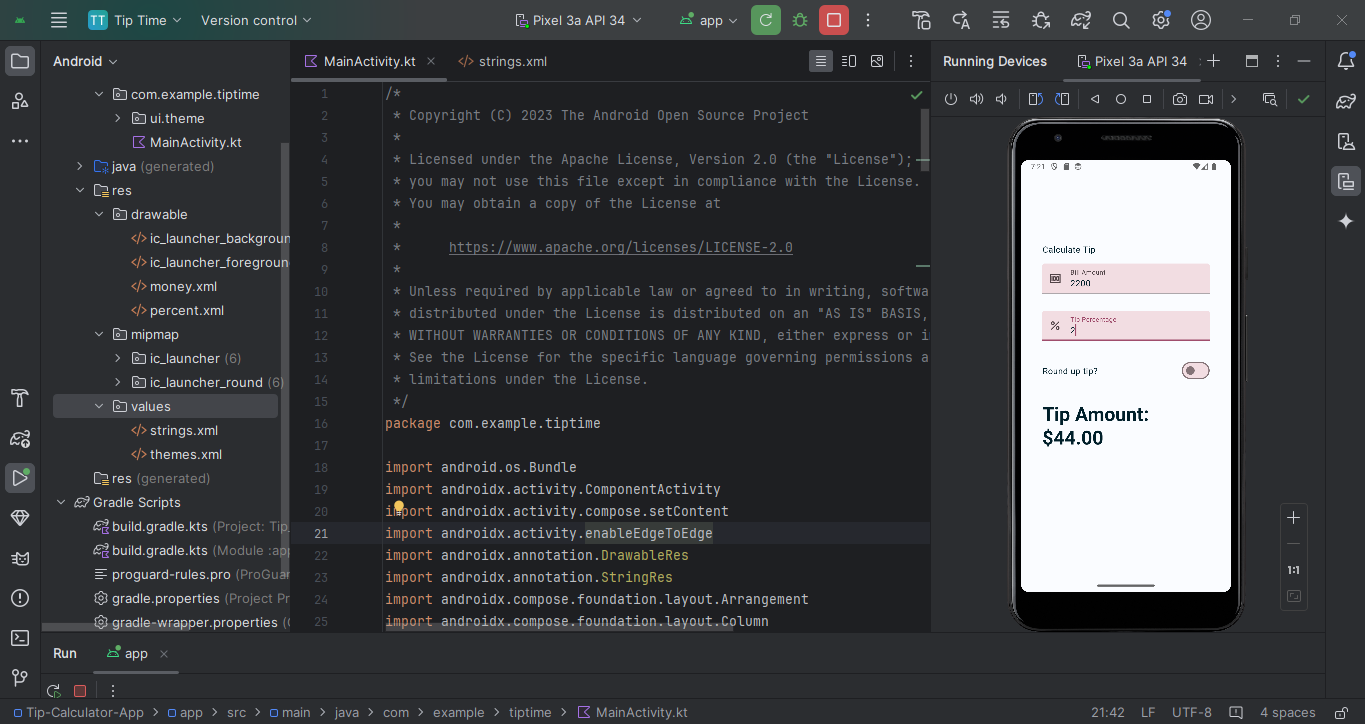 TT Tip Time Version control Pixel 3a API 34 app
Android
com.example.tiptime
ui.theme
MainActivity.kt
java (generated)
res
drawable
ic_launcher_backgroun
ic_launcher_foregroun
money.xml
percent.xml
mipmap
ic_launcher (6)
ic_launcher_round (6)
values
strings.xml
themes.xml
res (generated)
Gradle Scripts
build.gradle.kts (Project: Tip_
build.gradle.kts (Module :app
proguard-rules.pro (ProGuar
gradle.properties (Project Pr
gradle-wrapper.properties (
MainActivity.kt strings.xml
1 /*
2 * Copyright (C) 2023 The Android Open Source Project
3 *
4 * Licensed under the Apache License, Version 2.0 (the "License");
5 * you may not use this file except in compliance with the License.
6 * You may obtain a copy of the License at
7 *
8 * https://www.apache.org/licenses/LICENSE-2.0
9 *
10 * Unless required by applicable law or agreed to in writing, softwa
11 * distributed under the License is distributed on an "AS IS" BASIS,
12 * WITHOUT WARRANTIES OR CONDITIONS OF ANY KIND, either express or i
13 * See the License for the specific language governing permissions a
14 * limitations under the License.
15 */
16 package com.example.tiptime
17
18 import android.os.Bundle
19 import androidx.activity.ComponentActivity
20 import androidx.activity.compose.setContent
21 import androidx.activity.enableEdgeToEdge
22 import androidx.annotation.DrawableRes
23 import androidx.annotation.StringRes
24 import androidx.compose.foundation.layout.Arrangement
25 import androidx.compose.foundation.layout.Column
Running Devices Pixel 3a API 34
7:21
Calculate Tip
Bill Amount
2200
Tip Percentage
2
Round up tip?
Tip Amount:
$44.00
1:1
Run app
Tip-Calculator-App > app > src > main > java > com > example > tiptime > MainActivity.kt 21:42 LF UTF-8 4 spaces